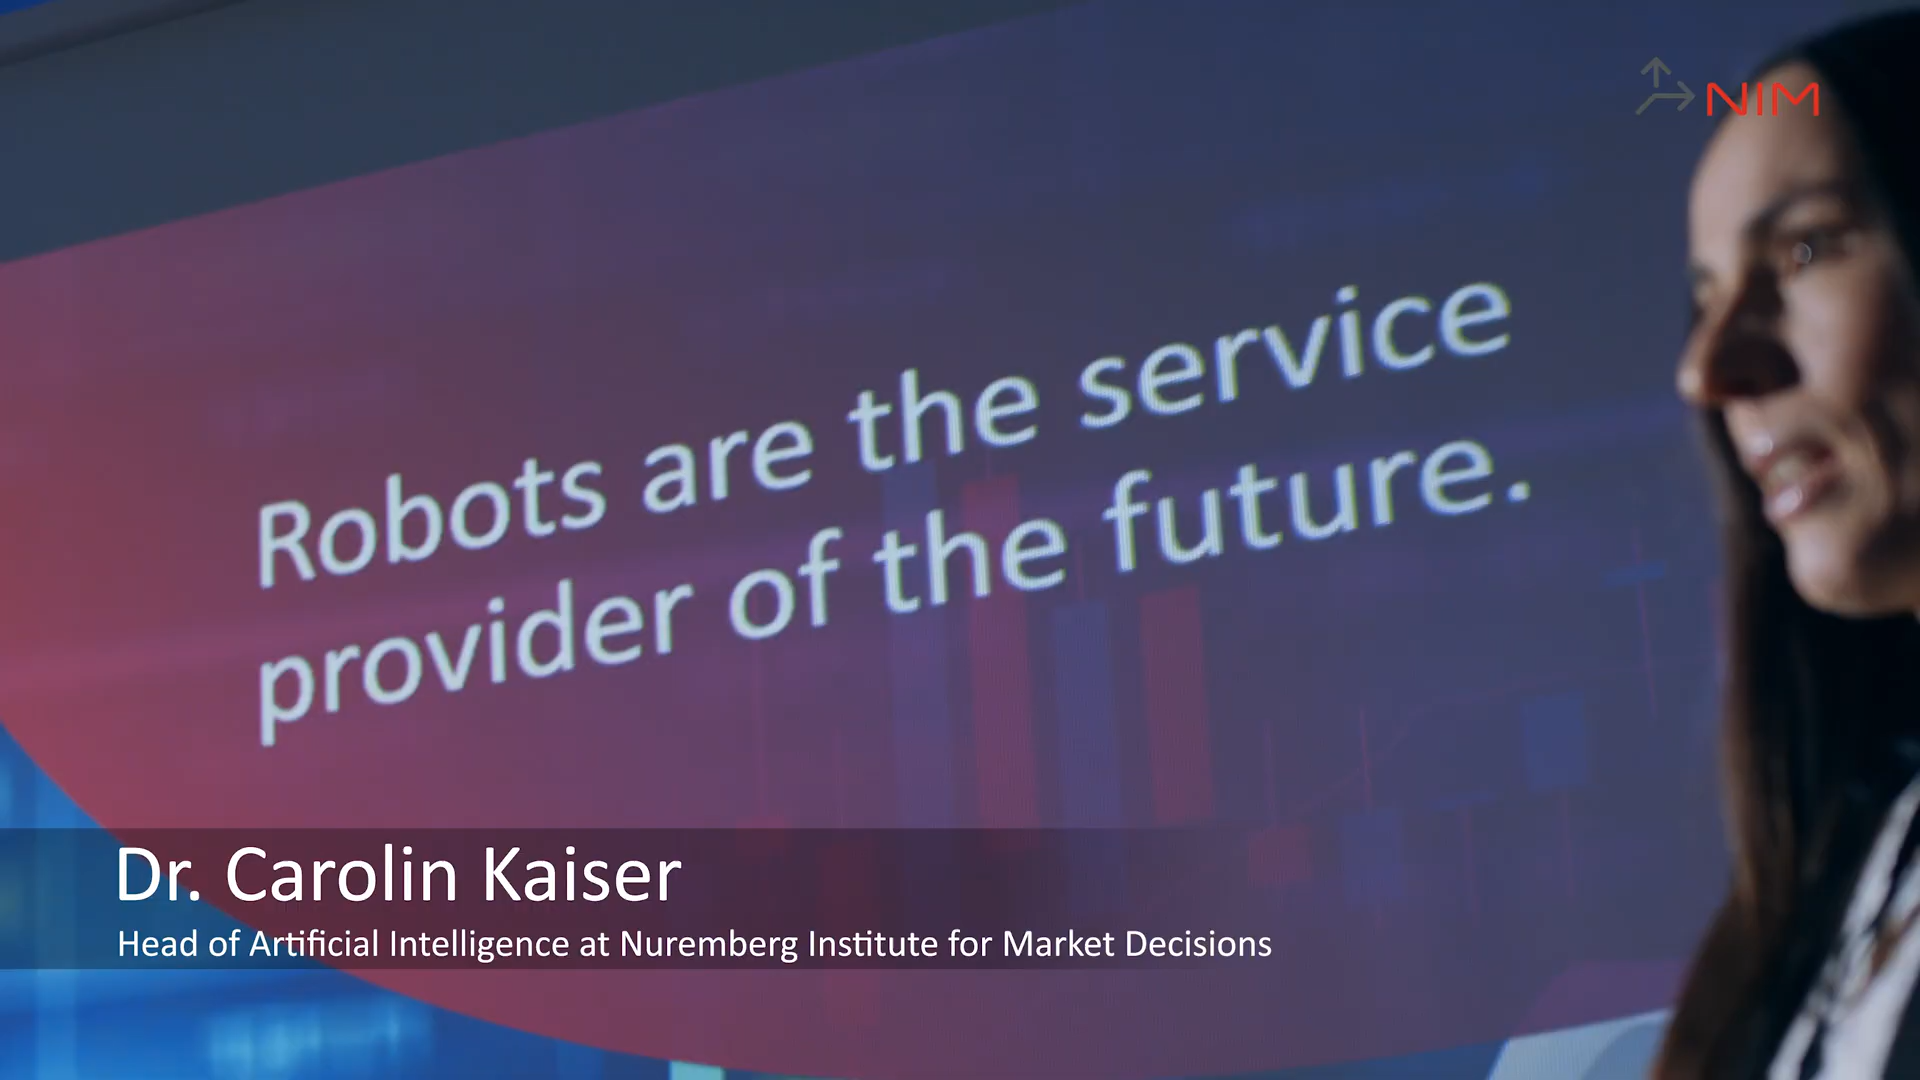 NIM
Robots are the service
provider of the future.
Dr. Carolin Kaiser
Head of Artificial Intelligence at Nuremberg Institute for Market Decisions